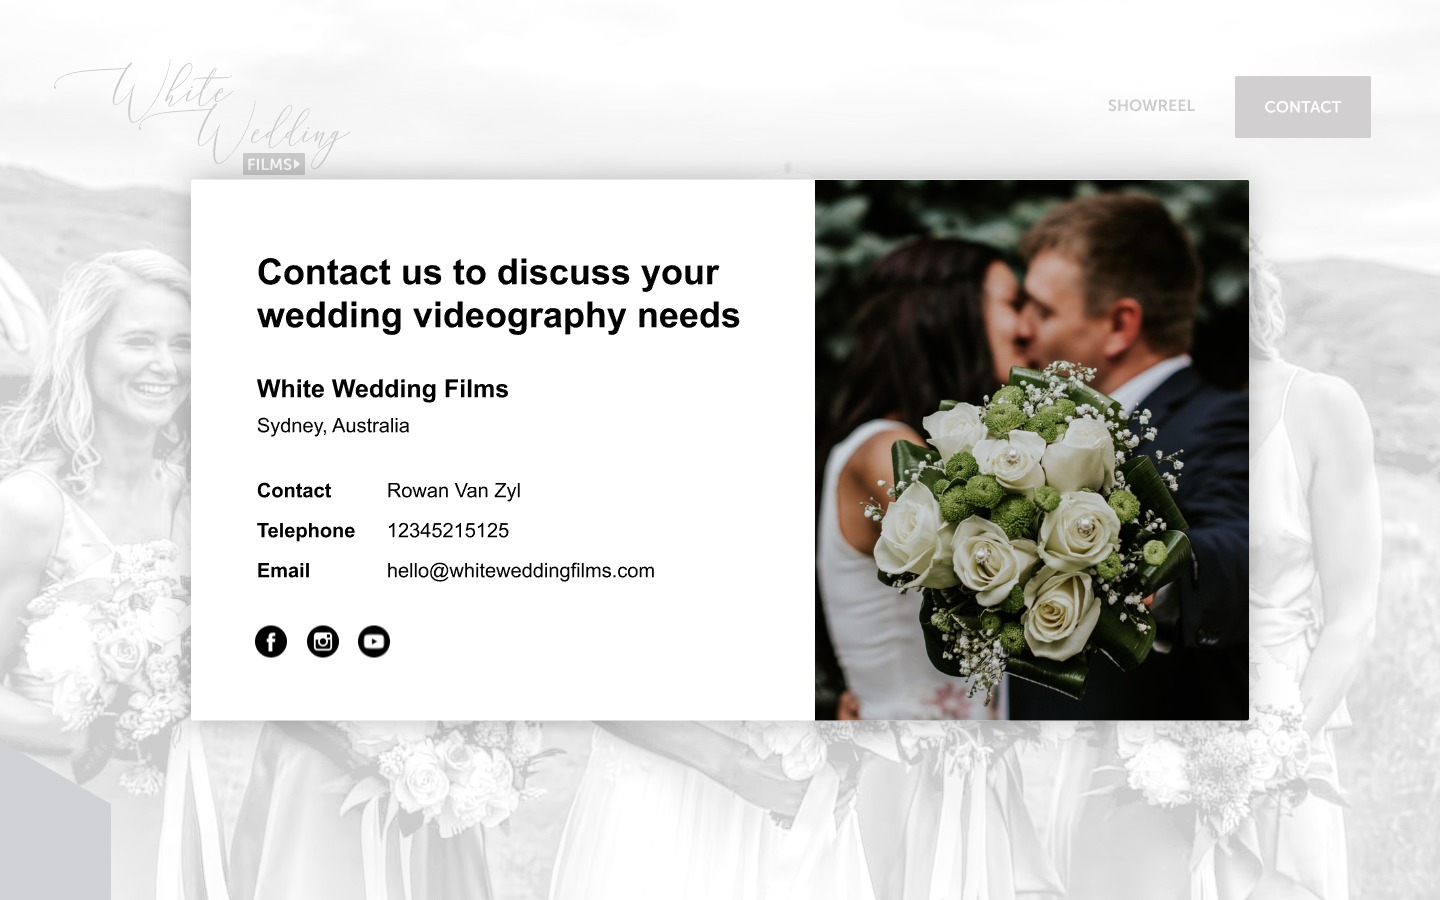 White
Wedding
FILMS
SHOWREEL
CONTACT
Contact us to discuss your
wedding videography needs
White Wedding Films
Sydney, Australia
Contact Rowan Van Zyl
Telephone 12345215125
Email hello@whiteweddingfilms.com